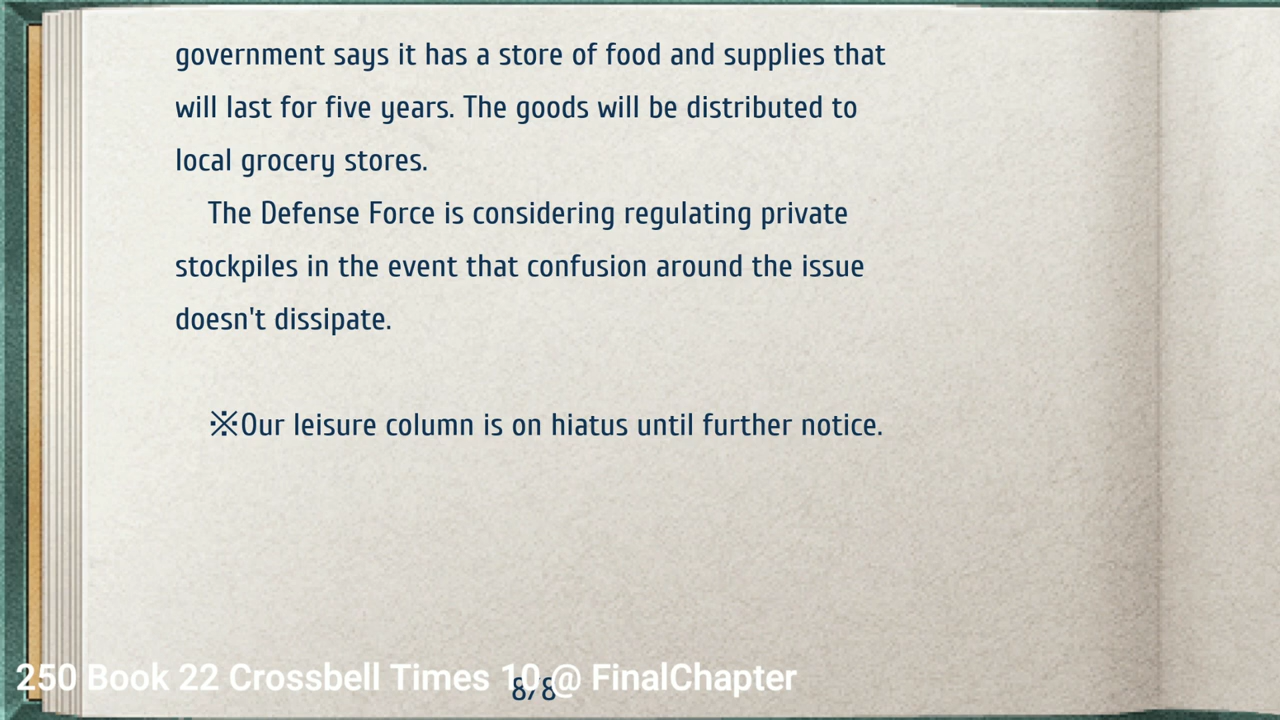 government says it has a store of food and supplies that
will last for five years. The goods will be distributed to
local grocery stores.
The Defense Force is considering regulating private
stockpiles in the event that confusion around the issue
doesn't dissipate.
※Our leisure column is on hiatus until further notice.
250 Book 22 Crossbell Times 10 @ FinalChapter
8/8